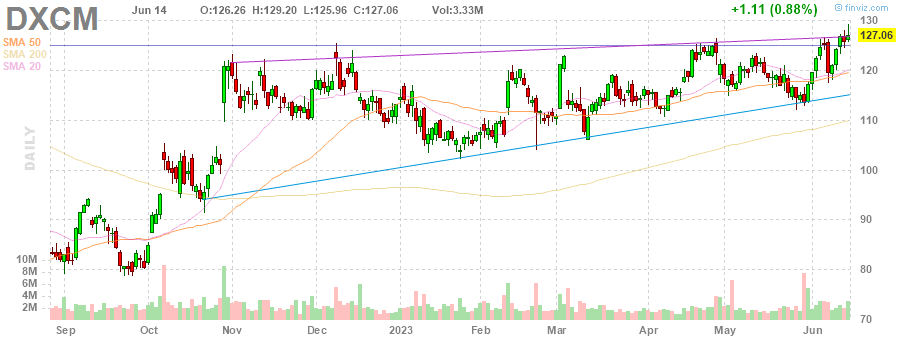 DXCM
Jun 14
O:126.26 H:129.20 L:125.96 C:127.06
Vol:3.33M
+1.11 (0.88%)
© finviz.com
SMA 50
SMA 200
SMA 20
DAILY
130
127.06
120
110
100
90
80
70
10M
8M
6M
4M
2M
Sep
Oct
Nov
Dec
2023
Feb
Mar
Apr
May
Jun